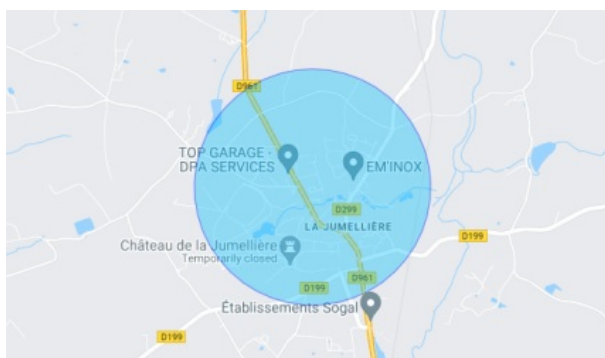 D961
TOP GARAGE -
DPA SERVICES
EM'INOX
D299
LA JUMELLIÈRE
D199
Château de la Jumellière
Temporarily closed
D961
D199
Établissements Sogal
D199